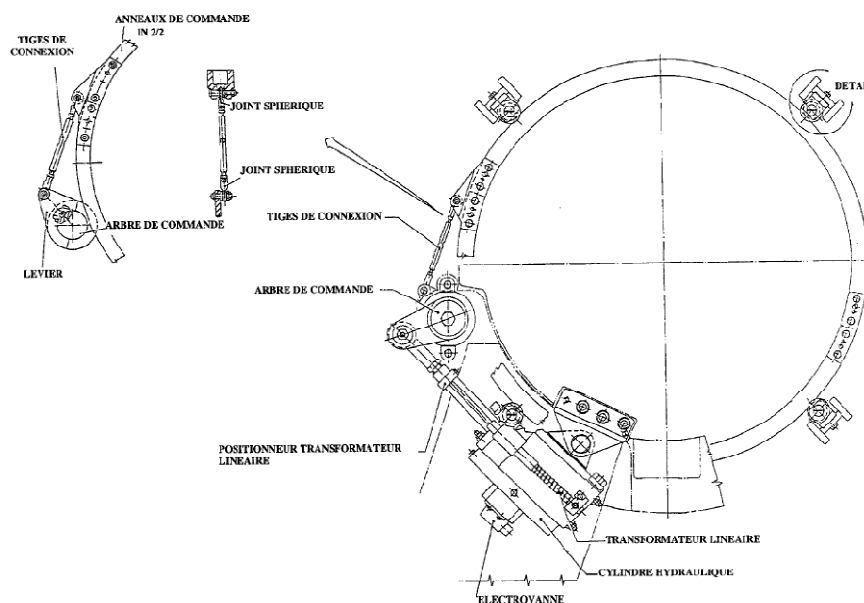 ANNEAUX DE COMMANDE
IN 2/2
TIGES DE
CONNEXION
JOINT SPHERIQUE
JOINT SPHERIQUE
ARBRE DE COMMANDE
LEVIER
DETAI
TIGES DE CONNEXION
ARBRE DE COMMANDE
POSITIONNEUR TRANSFORMATEUR
LINEAIRE
TRANSFORMATEUR LINEAIRE
CYLINDRE HYDRAULIQUE
ELECTROVANNE